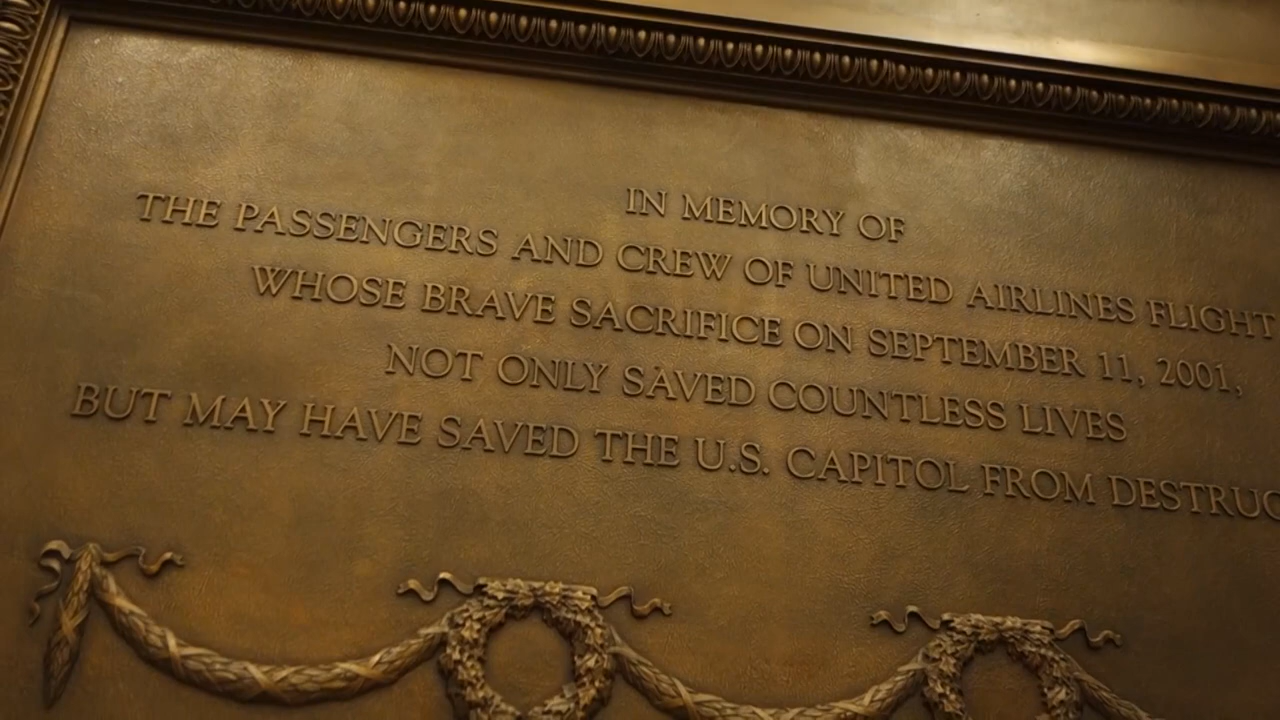 IN MEMORY OF
THE PASSENGERS AND CREW OF UNITED AIRLINES FLIGHT
WHOSE BRAVE SACRIFICE ON SEPTEMBER 11, 2001,
NOT ONLY SAVED COUNTLESS LIVES
BUT MAY HAVE SAVED THE U.S. CAPITOL FROM